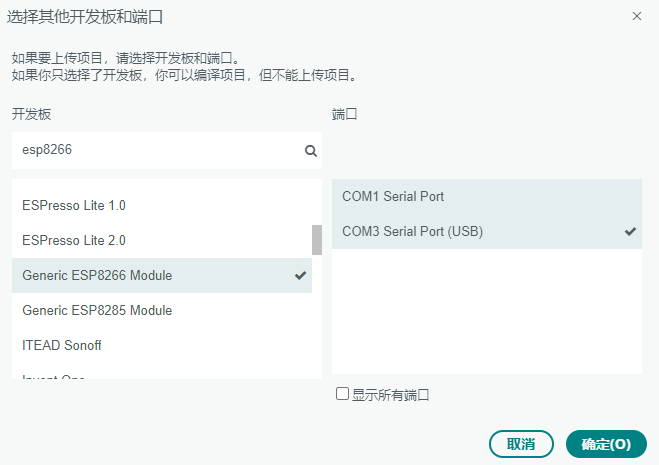 选择其他开发板和端口
如果要上传项目，请选择开发板和端口。
如果你只选择了开发板，你可以编译项目，但不能上传项目。
开发板
esp8266
ESPresso Lite 1.0
ESPresso Lite 2.0
Generic ESP8266 Module
Generic ESP8285 Module
ITEAD Sonoff
端口
COM1 Serial Port
COM3 Serial Port (USB)
显示所有端口
取消
确定(O)